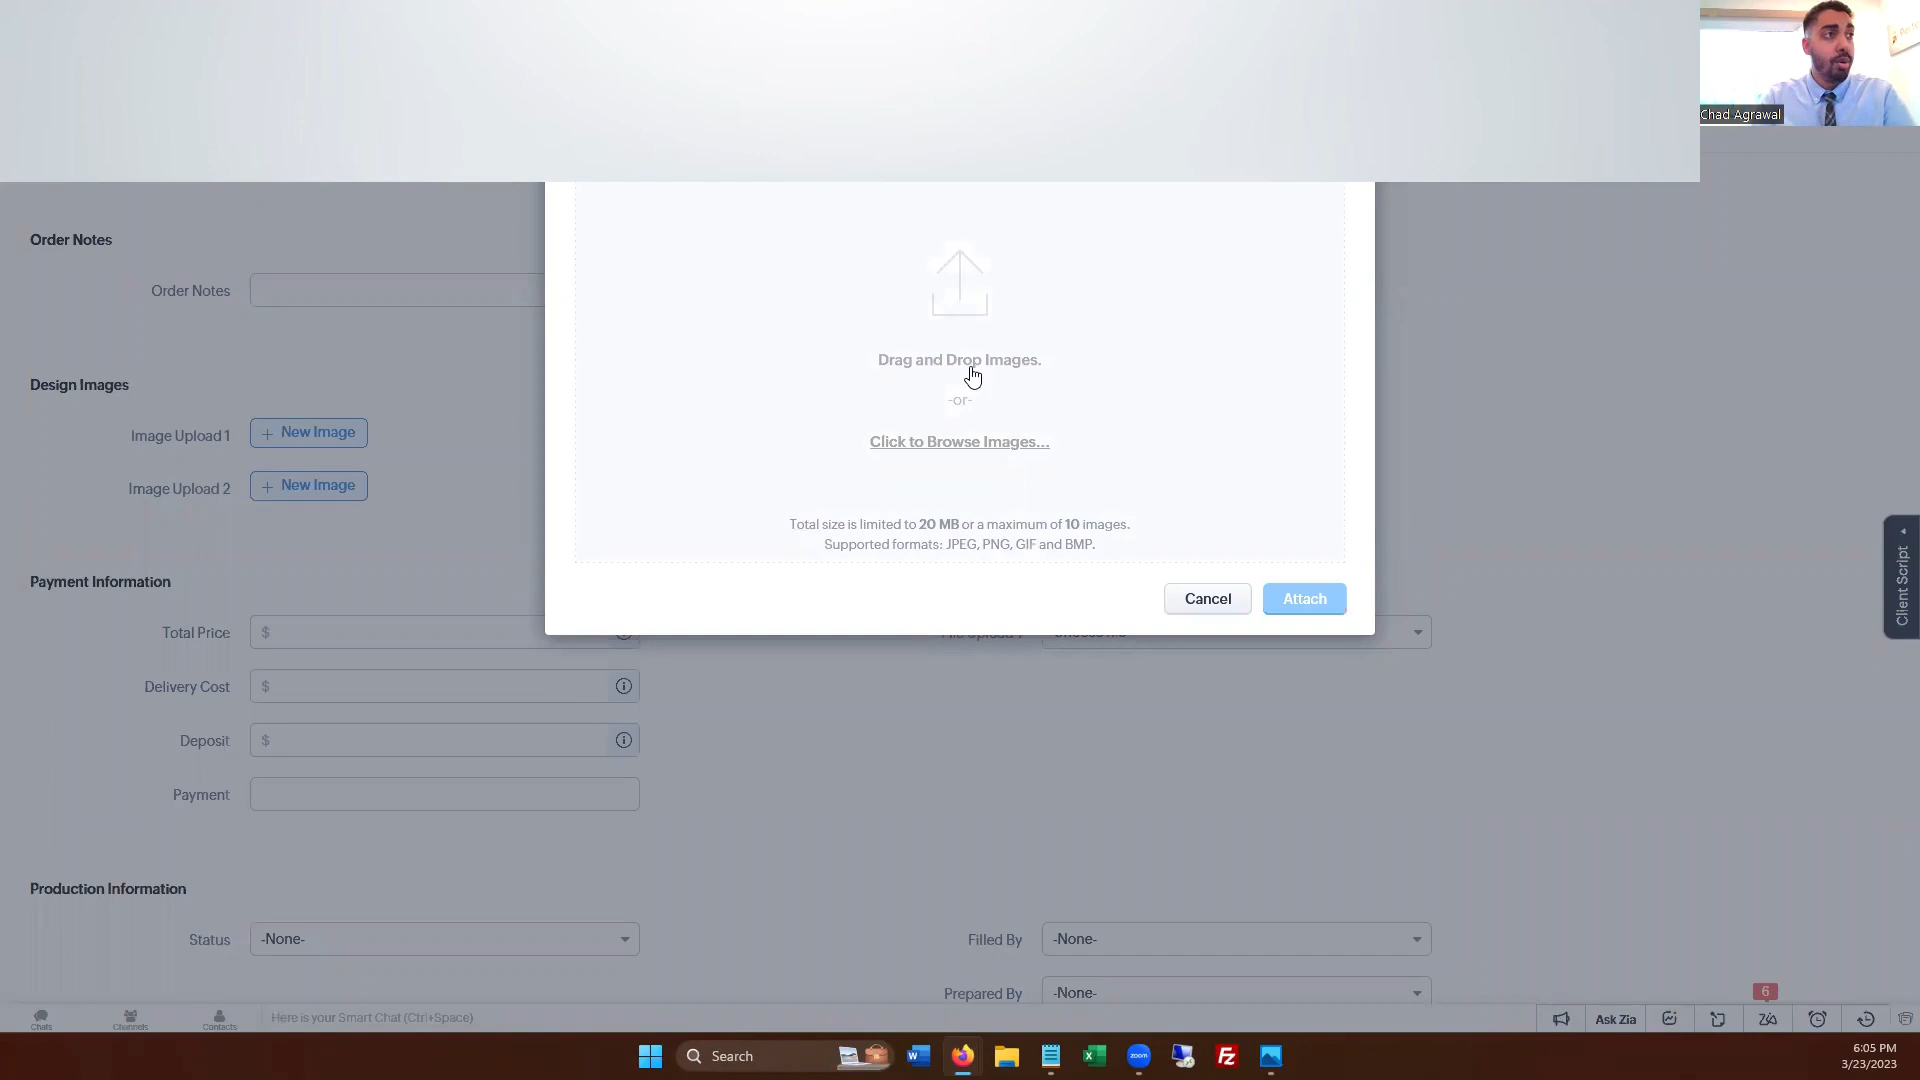 Chad Agrawal
Order Notes
Order Notes
Drag and Drop Images.
-or-
Click to Browse Images...
Total size is limited to 20 MB or a maximum of 10 images.
Supported formats: JPEG, PNG, GIF and BMP.
Cancel
Attach
Design Images
Image Upload 1
New Image
Image Upload 2
New Image
Payment Information
Total Price
$
Delivery Cost
$
Deposit
$
Payment
Client Script
Production Information
Status
-None-
Filled By
-None-
Prepared By
-None-
6
Chats
Channels
Contacts
Here is your Smart Chat (Ctrl+Space)
Ask Zia
Search
zoom
6:05 PM
3/23/2023